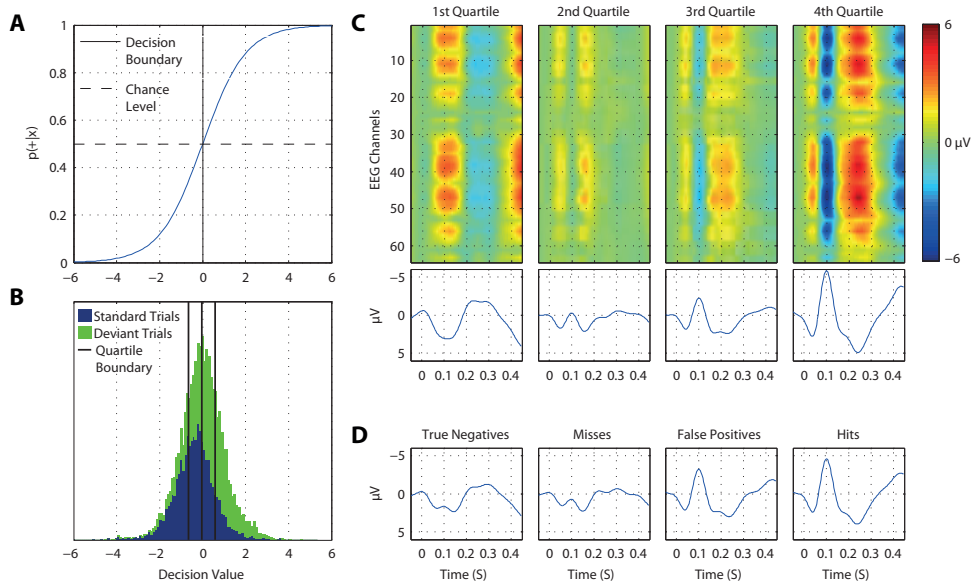 A
1
0.8
0.6
0.4
0.2
0
p(+|x)
Decision
Boundary
Chance
Level
−6
−4
−2
0
2
4
6
B
Standard Trials
Deviant Trials
Quartile
Boundary
−6
−4
−2
0
2
4
6
Decision Value
C
1st Quartile
2nd Quartile
3rd Quartile
4th Quartile
10
20
30
40
50
60
EEG Channels
6
0 µV
−6
−5
0
5
µV
0 0.1 0.2 0.3 0.4
0 0.1 0.2 0.3 0.4
0 0.1 0.2 0.3 0.4
0 0.1 0.2 0.3 0.4
D
True Negatives
Misses
False Positives
Hits
−5
0
5
µV
0 0.1 0.2 0.3 0.4
0 0.1 0.2 0.3 0.4
0 0.1 0.2 0.3 0.4
0 0.1 0.2 0.3 0.4
Time (S)
Time (S)
Time (S)
Time (S)